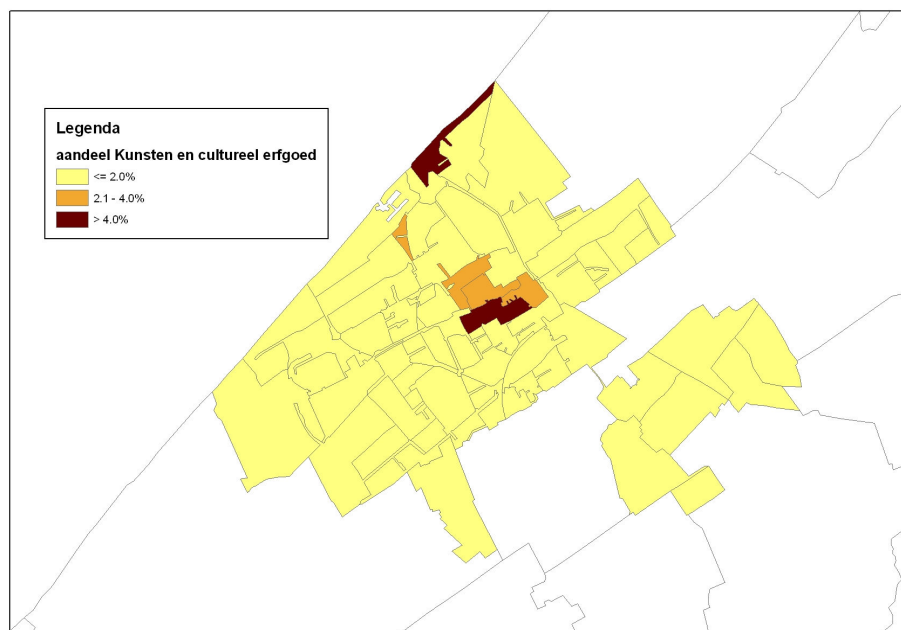 Legenda
aandeel Kunsten en cultureel erfgoed
<= 2.0%
2.1 - 4.0%
> 4.0%